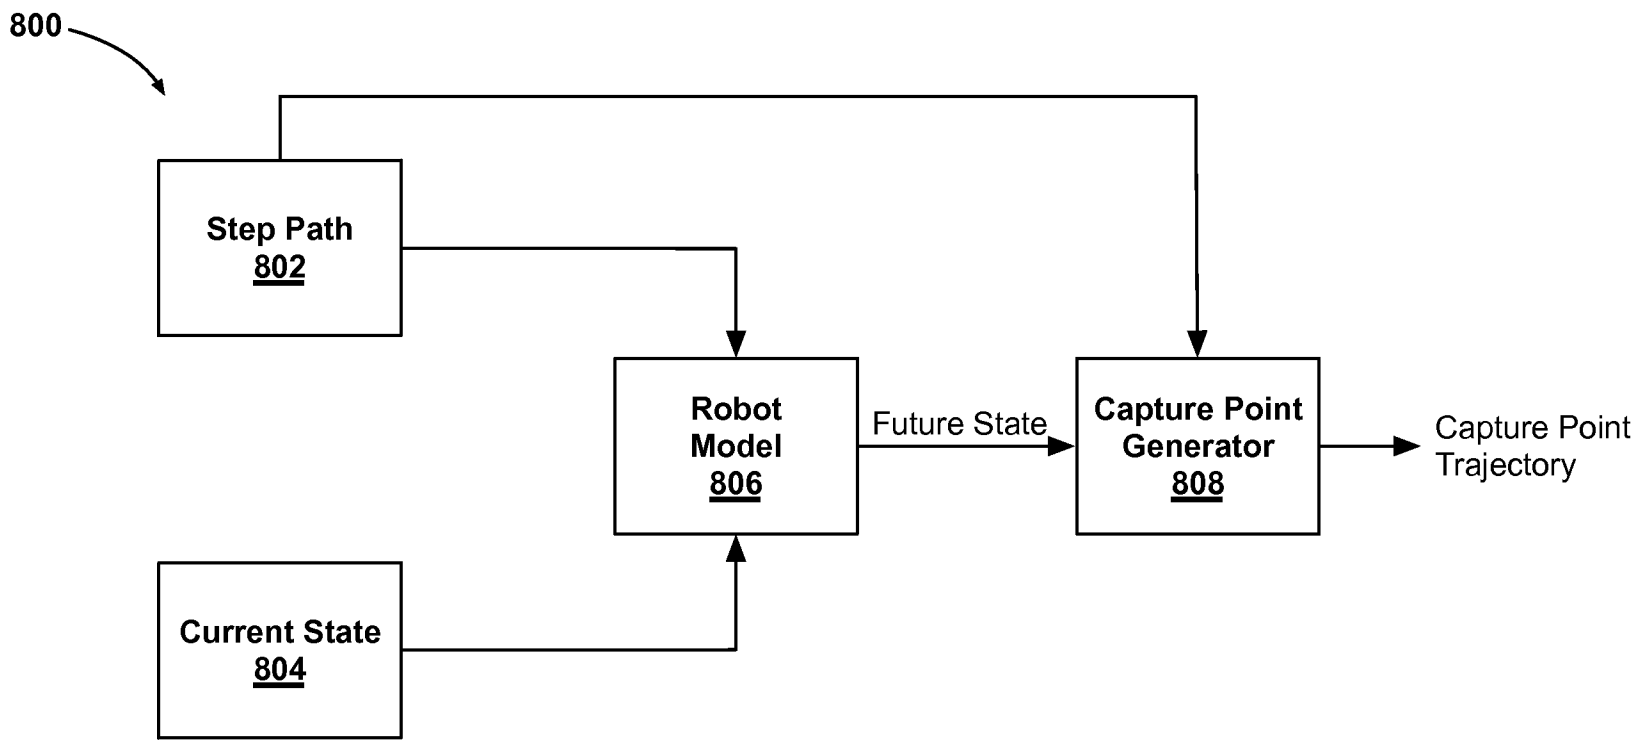 800
Step Path
802
Robot
Model
806
Future State
Capture Point
Generator
808
Capture Point
Trajectory
Current State
804